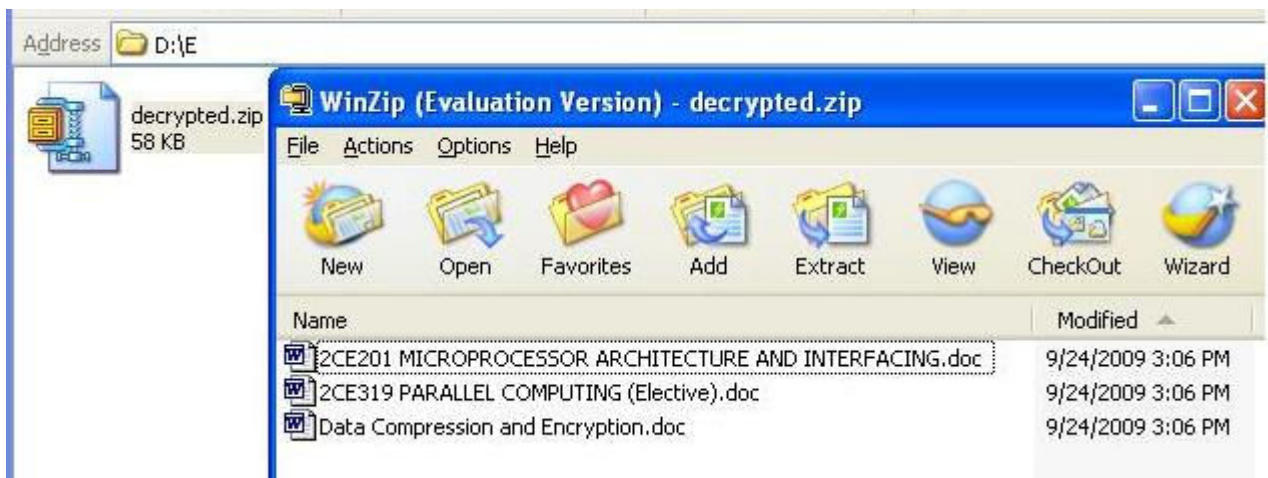 Address D:\E
decrypted.zip
58 KB
WinZip (Evaluation Version) - decrypted.zip
File Actions Options Help
New Open Favorites Add Extract View CheckOut Wizard
Name Modified
2CE201 MICROPROCESSOR ARCHITECTURE AND INTERFACING.doc 9/24/2009 3:06 PM
2CE319 PARALLEL COMPUTING (Elective).doc 9/24/2009 3:06 PM
Data Compression and Encryption.doc 9/24/2009 3:06 PM